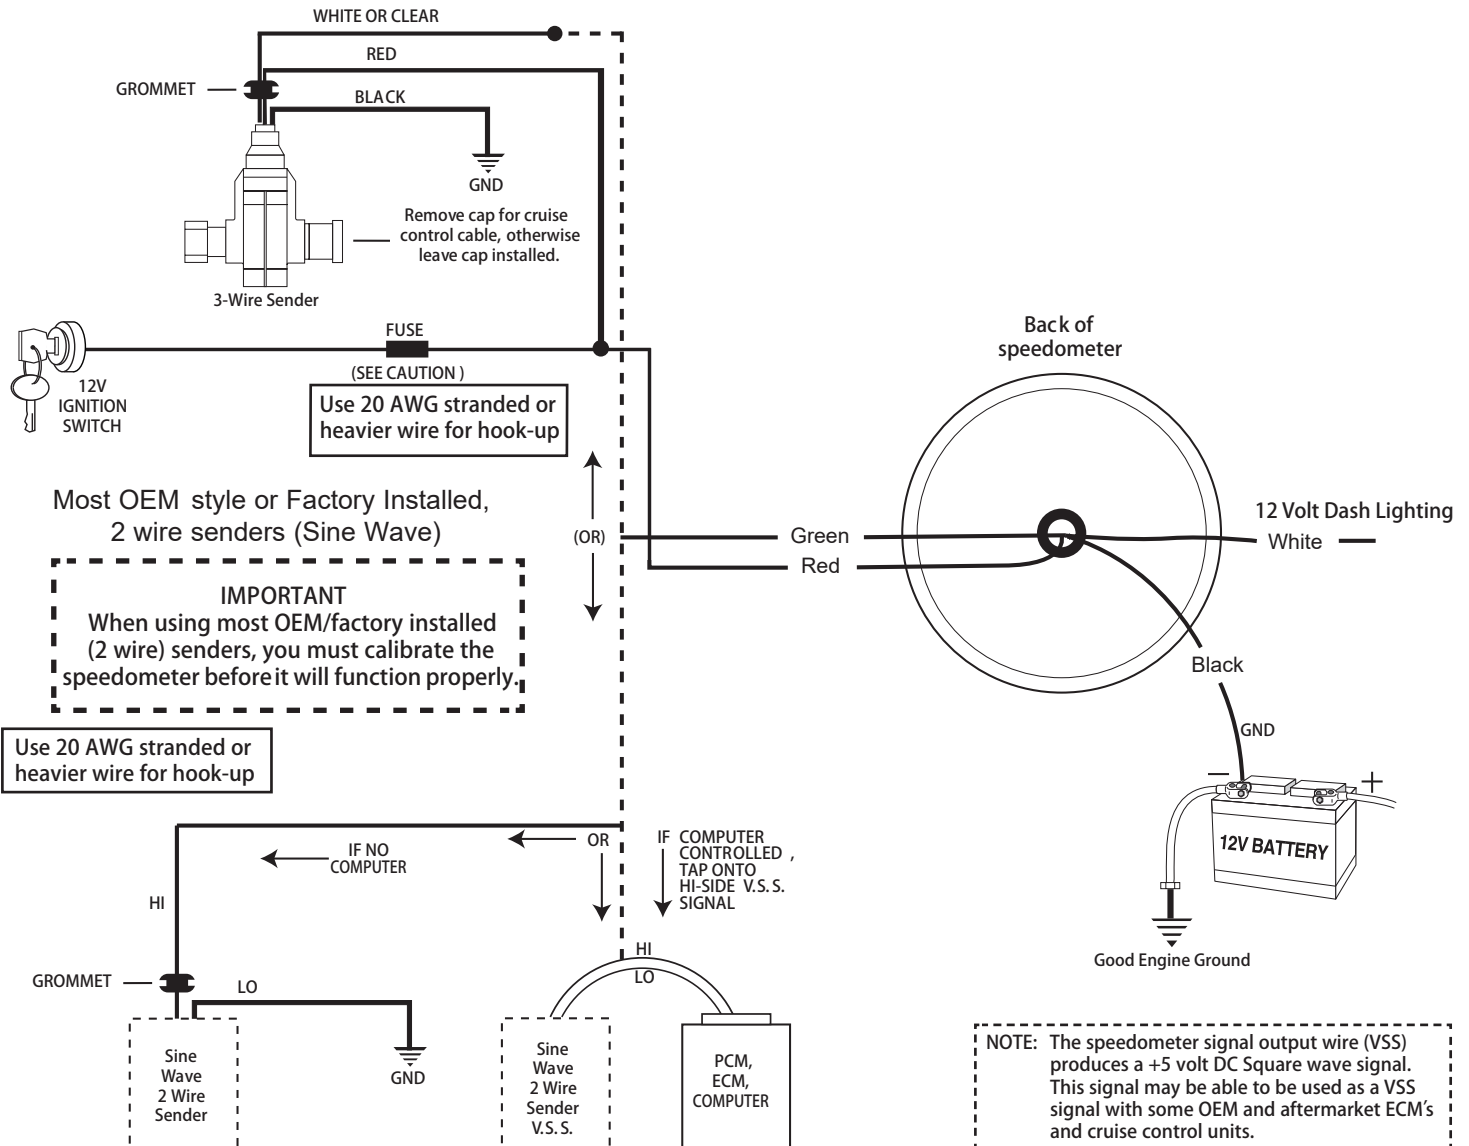 WHITE OR CLEAR
RED
GROMMET
BLACK
GND
Remove cap for cruise
control cable, otherwise
leave cap installed.
3-Wire Sender
FUSE
(SEE CAUTION )
12V
IGNITION
SWITCH
Use 20 AWG stranded or
heavier wire for hook-up
Back of
speedometer
Most OEM style or Factory Installed,
2 wire senders (Sine Wave)
(OR)
Green
Red
12 Volt Dash Lighting
White
IMPORTANT
When using most OEM/factory installed
(2 wire) senders, you must calibrate the
speedometer before it will function properly.
Black
GND
Use 20 AWG stranded or
heavier wire for hook-up
– +
12V BATTERY
Good Engine Ground
OR
IF NO
COMPUTER
IF COMPUTER
CONTROLLED ,
TAP ONTO
HI-SIDE V.S.S.
SIGNAL
HI
GROMMET
LO
GND
HI
LO
Sine
Wave
2 Wire
Sender
Sine
Wave
2 Wire
Sender
V.S.S.
PCM,
ECM,
COMPUTER
NOTE: The speedometer signal output wire (VSS)
produces a +5 volt DC Square wave signal.
This signal may be able to be used as a VSS
signal with some OEM and aftermarket ECM's
and cruise control units.